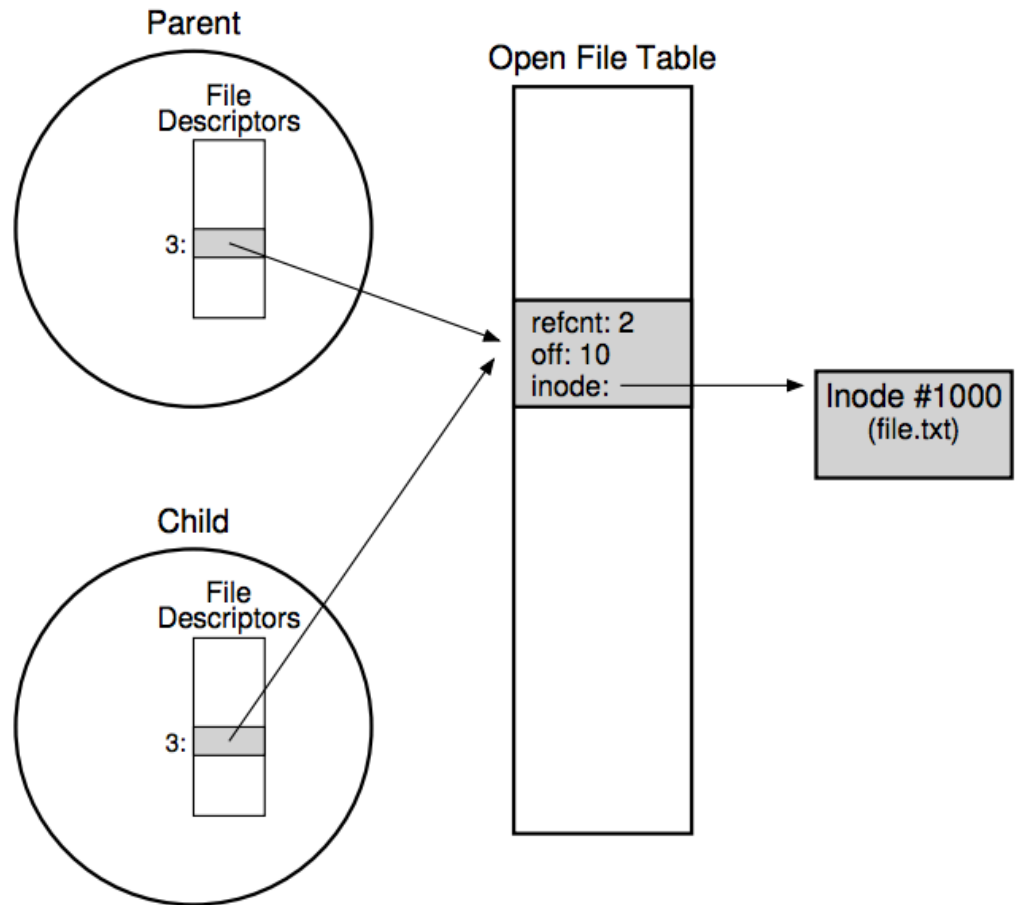 Parent
File
Descriptors
3:
Open File Table
refcnt: 2
off: 10
inode:
Inode #1000
(file.txt)
Child
File
Descriptors
3: